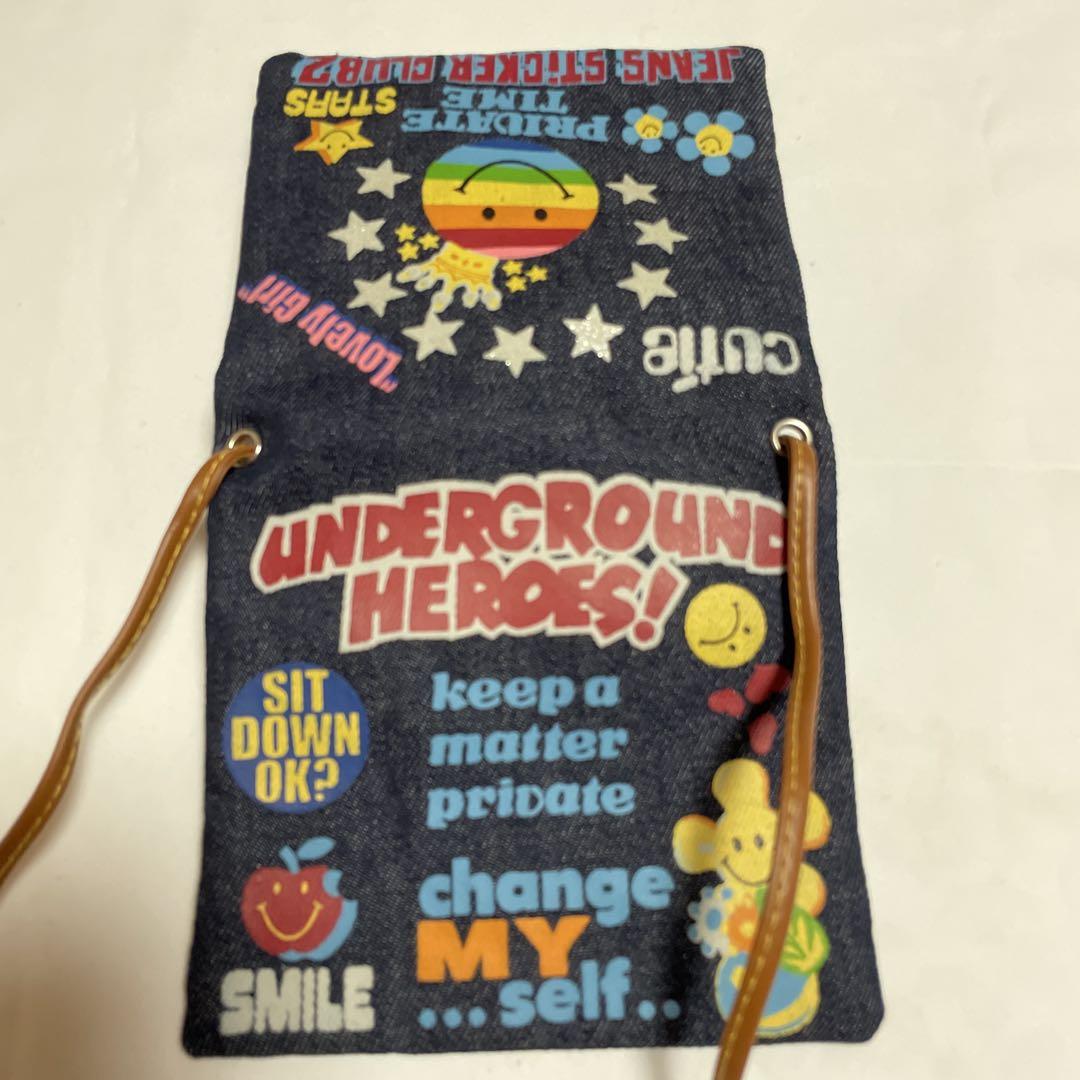 JEANS STiCKER CLUB2
PRIVATE
TIME
STARS
"Lovely Girl"
CUTiE
UNDERGROUND
HEROES!
SIT
DOWN
OK?
keep a
matter
private
change
MY
...self..
SMILE